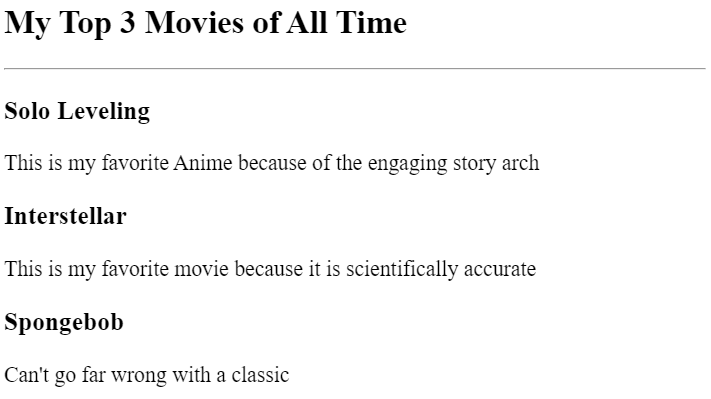 My Top 3 Movies of All Time
Solo Leveling
This is my favorite Anime because of the engaging story arch
Interstellar
This is my favorite movie because it is scientifically accurate
Spongebob
Can't go far wrong with a classic